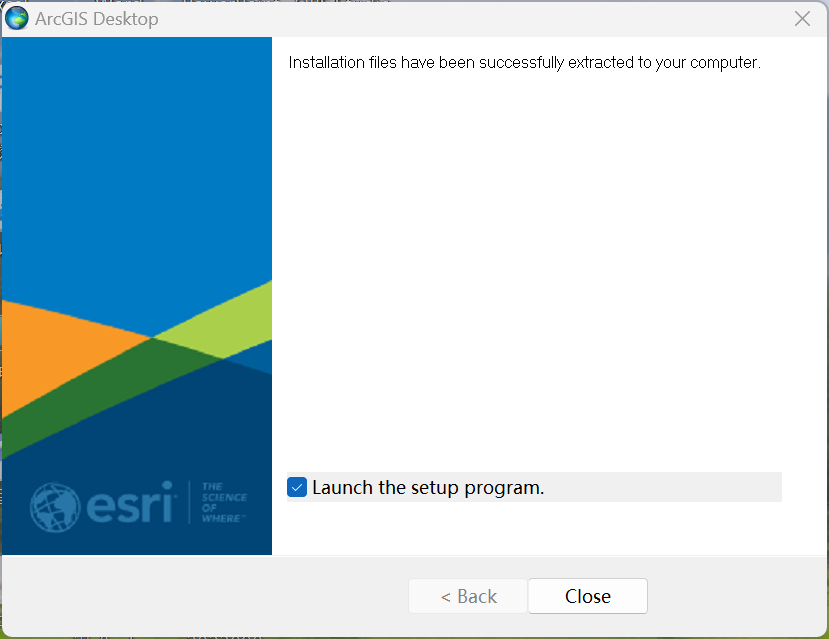 ArcGIS Desktop
Installation files have been successfully extracted to your computer.
Launch the setup program.
esri
THE
SCIENCE
OF
WHERE™
< Back
Close